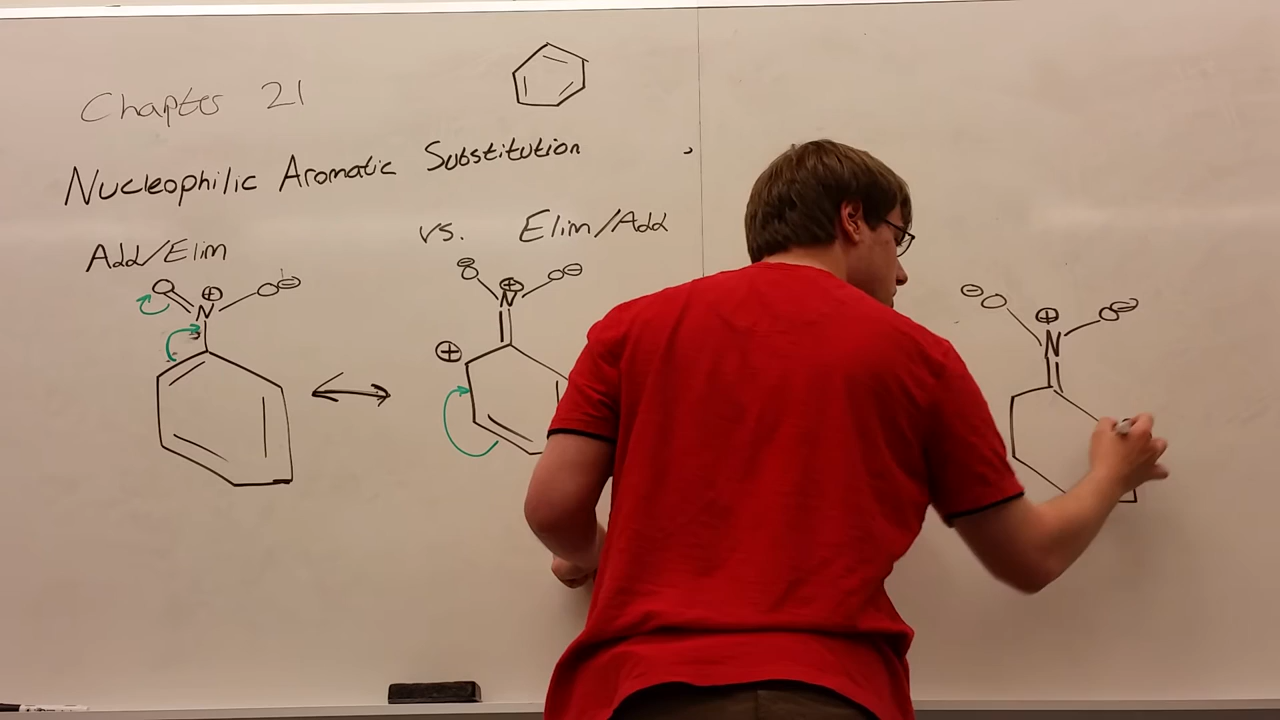 Chapter 21
Nucleophilic Aromatic Substitution
Add/Elim vs. Elim/Add
O N⊕ O⊖
⊖O N⊕ O⊖
⊕
⊖O N⊕ O⊖